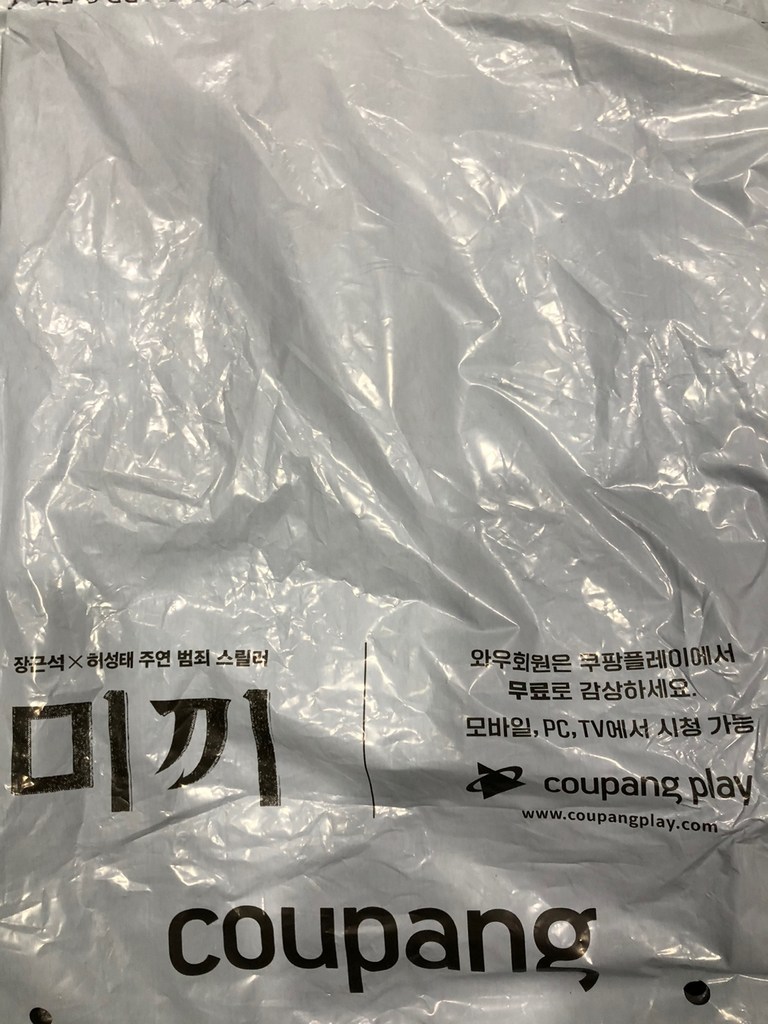 장근석×허성태 주연 범죄 스릴러
미끼
와우회원은 쿠팡플레이에서
무료로 감상하세요.
모바일, PC, TV에서 시청 가능
coupang play
www.coupangplay.com
coupang